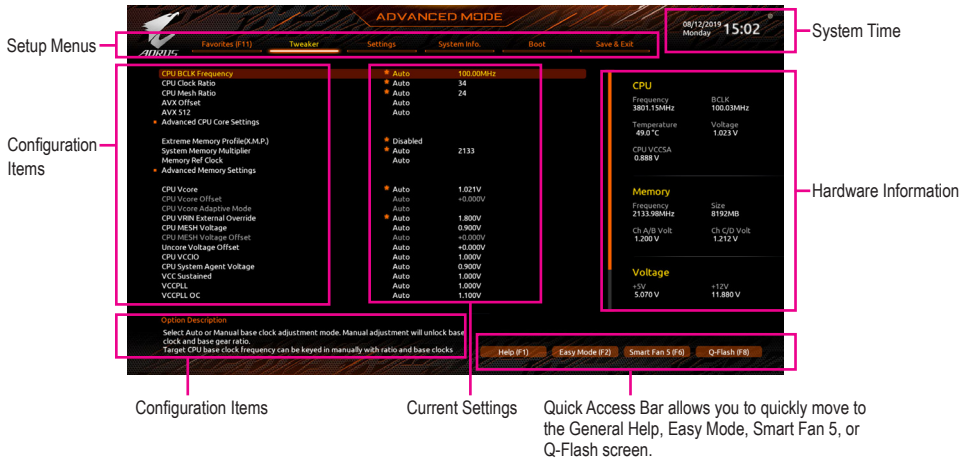 ADVANCED MODE
08/12/2019 15:02
Monday
System Time
Setup Menus
AORUS
Favorites (F11) Tweaker Settings System Info. Boot Save & Exit
CPU BCLK Frequency * Auto 100.00MHz
CPU Clock Ratio * Auto 34
CPU Mesh Ratio * Auto 24
AVX Offset Auto
AVX 512 Auto
Advanced CPU Core Settings
Extreme Memory Profile(X.M.P.) * Disabled
System Memory Multiplier * Auto 2133
Memory Ref Clock Auto
Advanced Memory Settings
CPU Vcore * Auto 1.021V
CPU Vcore Offset Auto +0.000V
CPU Vcore Adaptive Mode Auto
CPU VRIN External Override * Auto 1.800V
CPU MESH Voltage Auto 0.900V
CPU MESH Voltage Offset Auto +0.000V
Uncore Voltage Offset Auto +0.000V
CPU VCCIO Auto 1.000V
CPU System Agent Voltage Auto 0.900V
VCC Sustained Auto 1.000V
VCCPLL Auto 1.000V
VCCPLL OC Auto 1.100V
Configuration
Items
CPU
Frequency BCLK
3801.15MHz 100.03MHz
Temperature Voltage
49.0°C 1.023 V
CPU VCCSA
0.888 V
Memory
Frequency Size
2133.98MHz 8192MB
Ch A/B Volt Ch C/D Volt
1.200 V 1.212 V
Voltage
+5V +12V
5.070 V 11.880 V
Hardware Information
Option Description
Select Auto or Manual base clock adjustment mode. Manual adjustment will unlock base
clock and base gear ratio.
Target CPU base clock frequency can be keyed in manually with ratio and base clocks
Help (F1) Easy Mode (F2) Smart Fan 5 (F6) Q-Flash (F8)
Configuration Items
Current Settings
Quick Access Bar allows you to quickly move to
the General Help, Easy Mode, Smart Fan 5, or
Q-Flash screen.